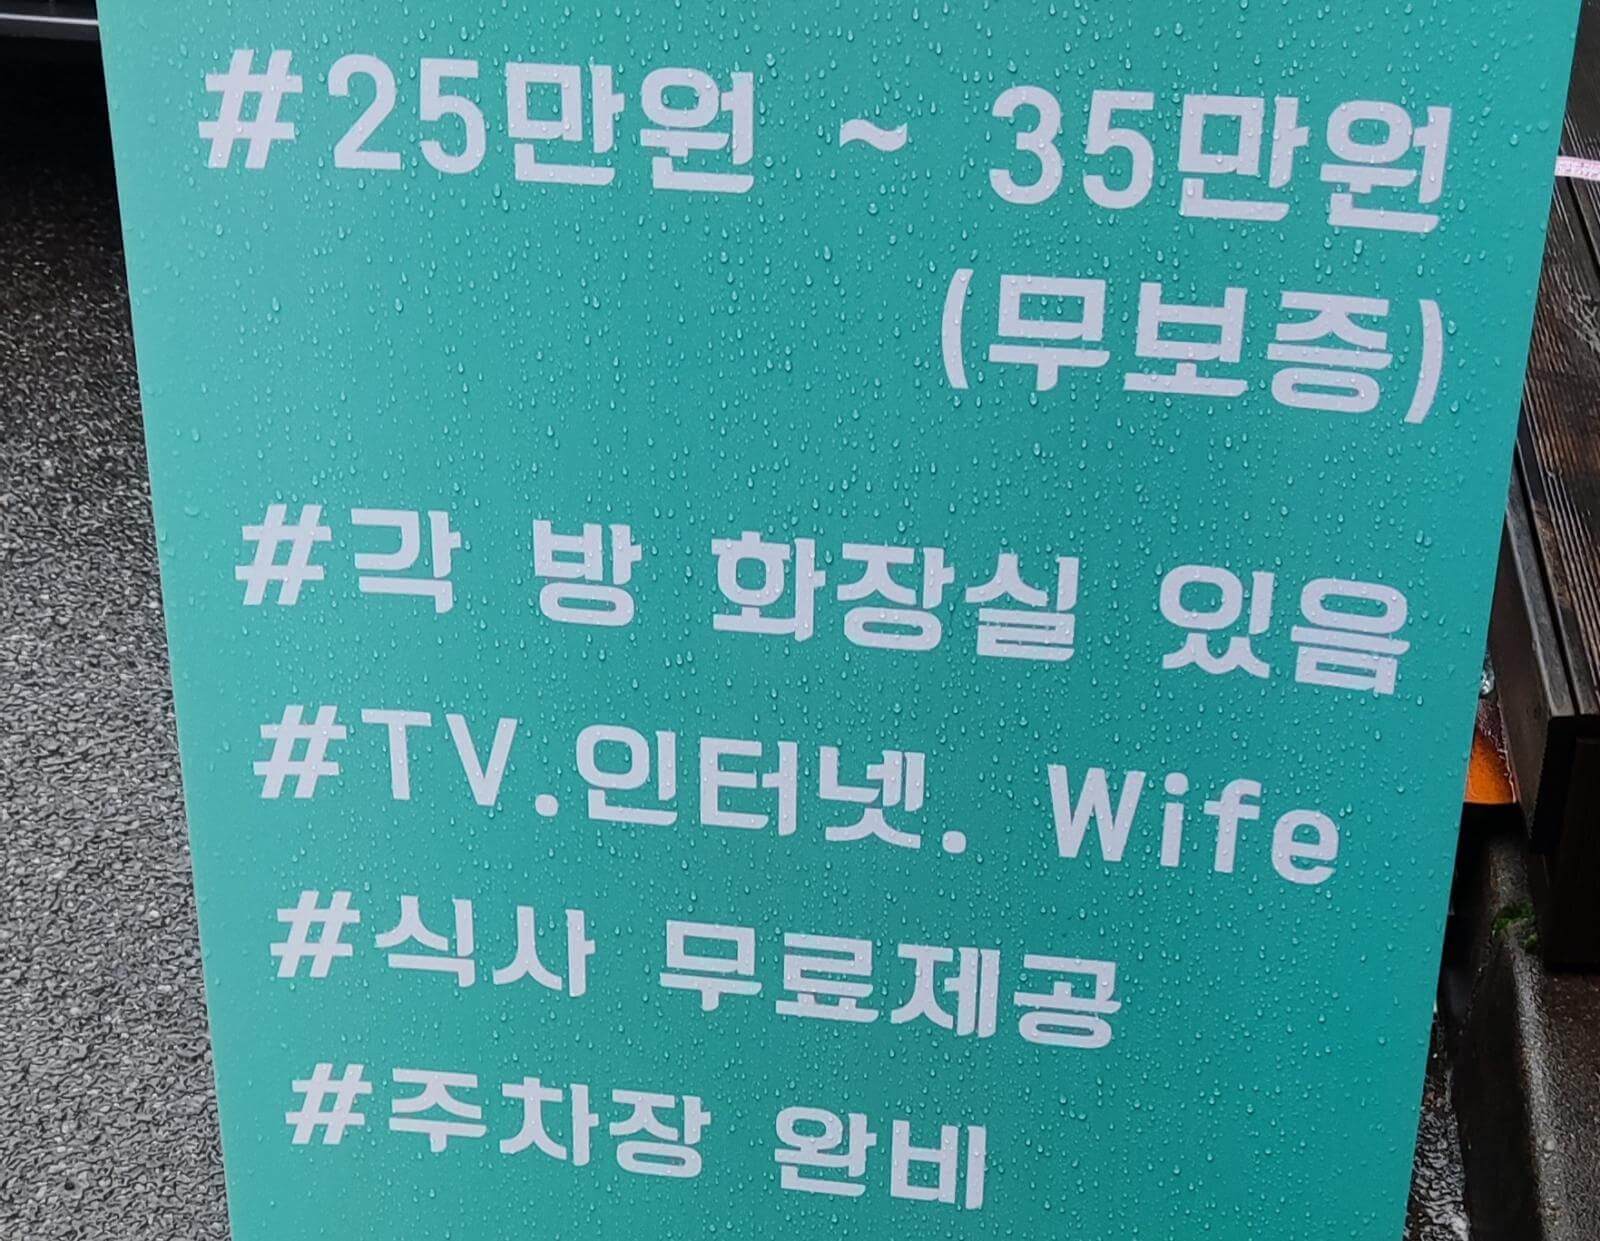 #25만원 ~ 35만원
(무보증)
#각 방 화장실 있음
#TV.인터넷. Wife
#식사 무료제공
#주차장 완비